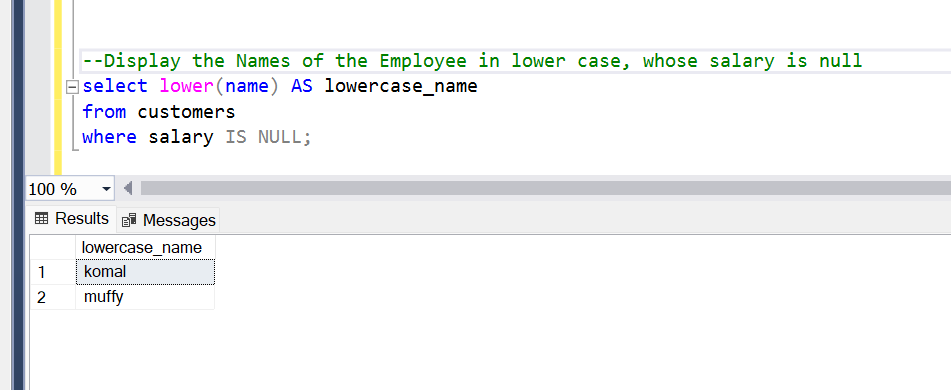 --Display the Names of the Employee in lower case, whose salary is null
select lower(name) AS lowercase_name
from customers
where salary IS NULL;
100 %
Results Messages
lowercase_name
1 komal
2 muffy